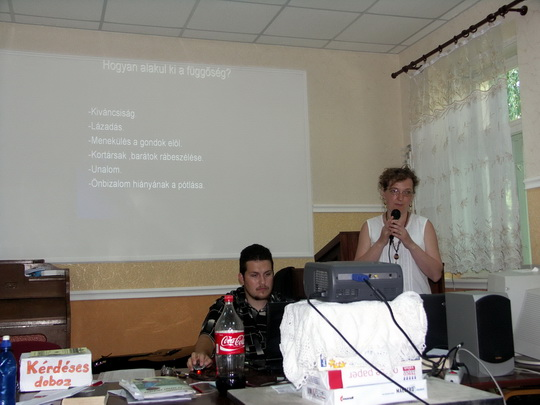 Hogyan alakul ki a függőség?
-Kíváncsiság
-Lázadás
-Menekülés a gondok elől.
-Kortársak ,barátok rábeszélése.
-Unalom.
-Önbizalom hiányának a pótlása.
Coca-Cola
Kérdéses
doboz
paper